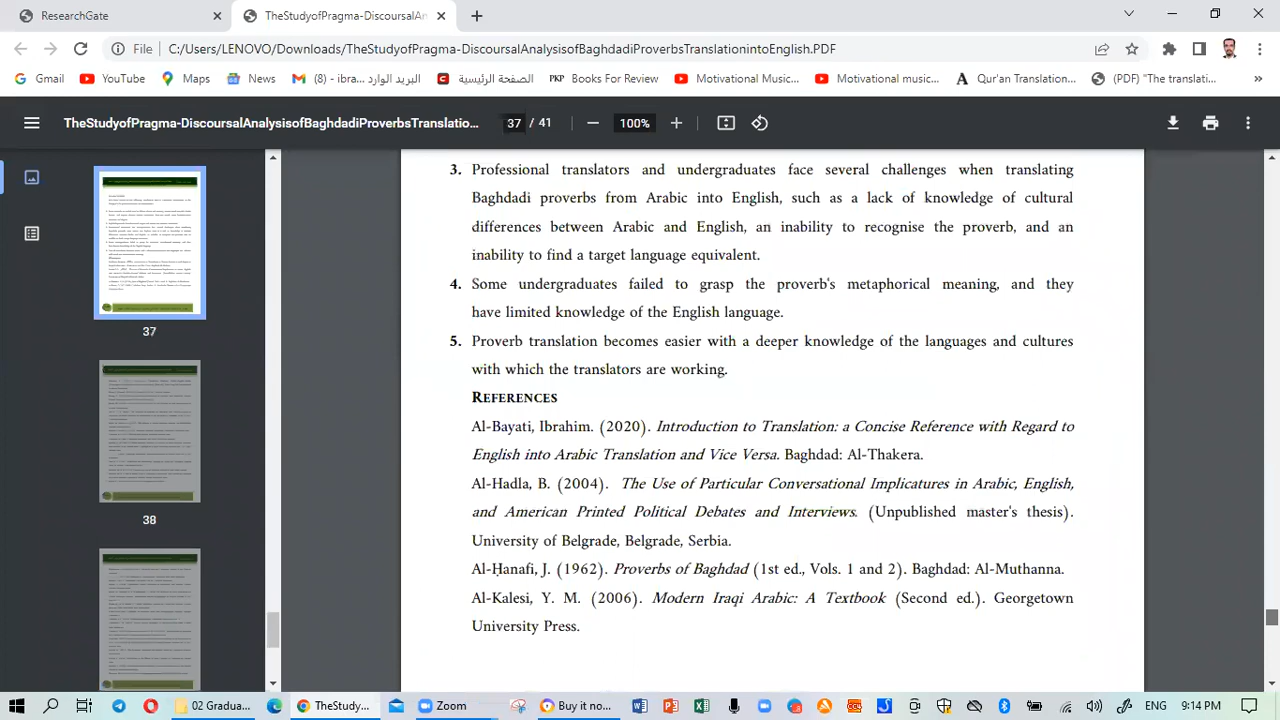 ResearchGate
TheStudyofPragma-DiscoursalAn
File C:/Users/LENOVO/Downloads/TheStudyofPragma-DiscoursalAnalysisofBaghdadiProverbsTranslationintoEnglish.PDF
Gmail YouTube Maps News (8) - ibra... البريد الوارد الصفحة الرئيسية PKP Books For Review Motivational Music... Motivational music... A Qur'an Translation... (PDF) "The translati... »
TheStudyofPragma-DiscoursalAnalysisofBaghdadiProverbsTranslatio... 37 / 41 100%
37
38
3. Professional translators and undergraduates face several challenges when translating
Baghdadi proverbs from Arabic into English, such as a lack of knowledge of cultural
differences between Arabic and English, an inability to recognise the proverb, and an
inability to find a target language equivalent.
4. Some undergraduates failed to grasp the proverb's metaphorical meaning, and they
have limited knowledge of the English language.
5. Proverb translation becomes easier with a deeper knowledge of the languages and cultures
with which the translators are working.
REFERENCES
Ibrahim. (2020). Introduction to Translation: a Concise Reference with Regard to
English into Arabic Translation and Vice Versa. Baghdad: Al-Thakera.
Al-Hadla, B. (2004). The Use of Particular Conversational Implicatures in Arabic, English,
and American Printed Political Debates and Interviews. (Unpublished master's thesis).
University of Belgrade, Belgrade, Serbia.
Al-Hanafi, Proverbs of Baghdad (1st ed. Vols. 1 and 2). Baghdad: Al-Muthanna.
Al-Kalesi, Y. M. (2006). Modern Iraqi Arabic: A Textbook (Second ed.). Georgetown
University Press.
02 Gradua... TheStudy... Zoom Buy it no... ENG 9:14 PM